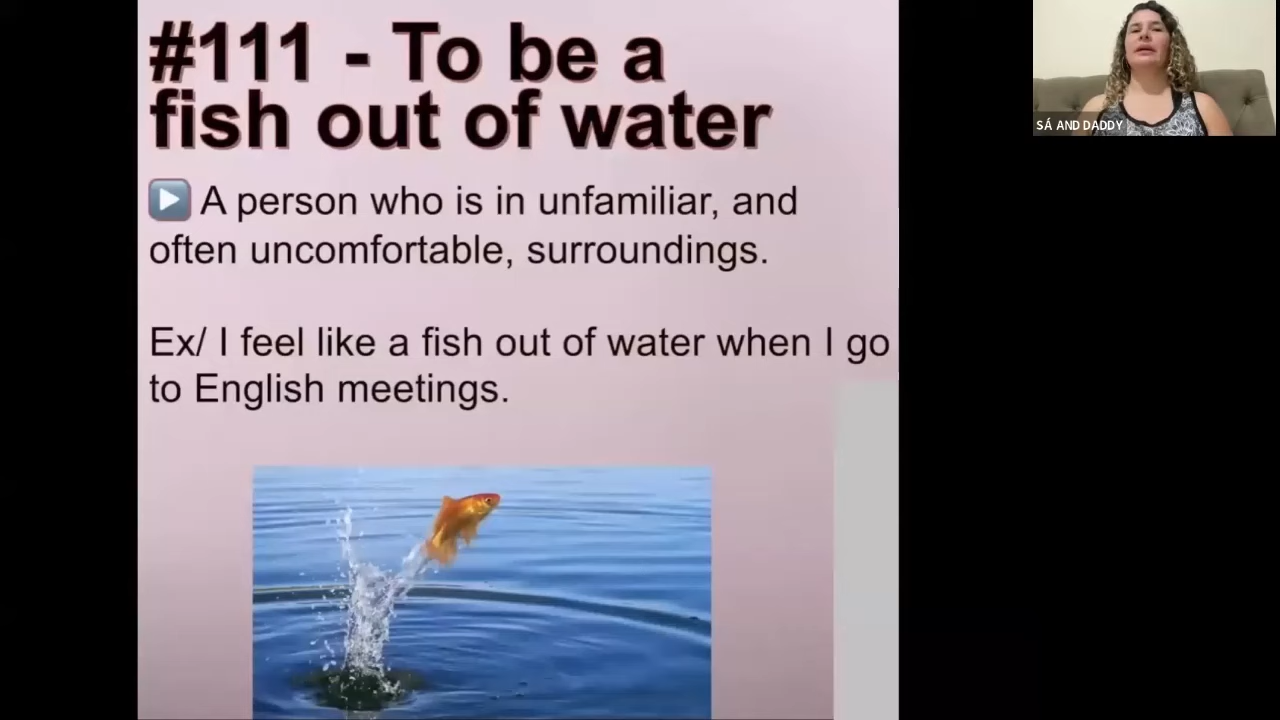 #111 - To be a
fish out of water
▶️ A person who is in unfamiliar, and
often uncomfortable, surroundings.
Ex/ I feel like a fish out of water when I go
to English meetings.
SÁ AND DADDY